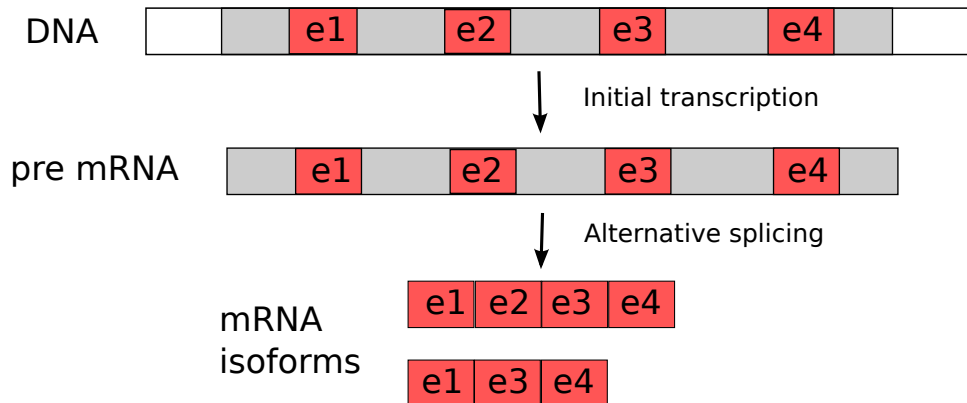 DNA e1 e2 e3 e4
Initial transcription
pre mRNA e1 e2 e3 e4
Alternative splicing
mRNA
isoforms
e1 e2 e3 e4
e1 e3 e4